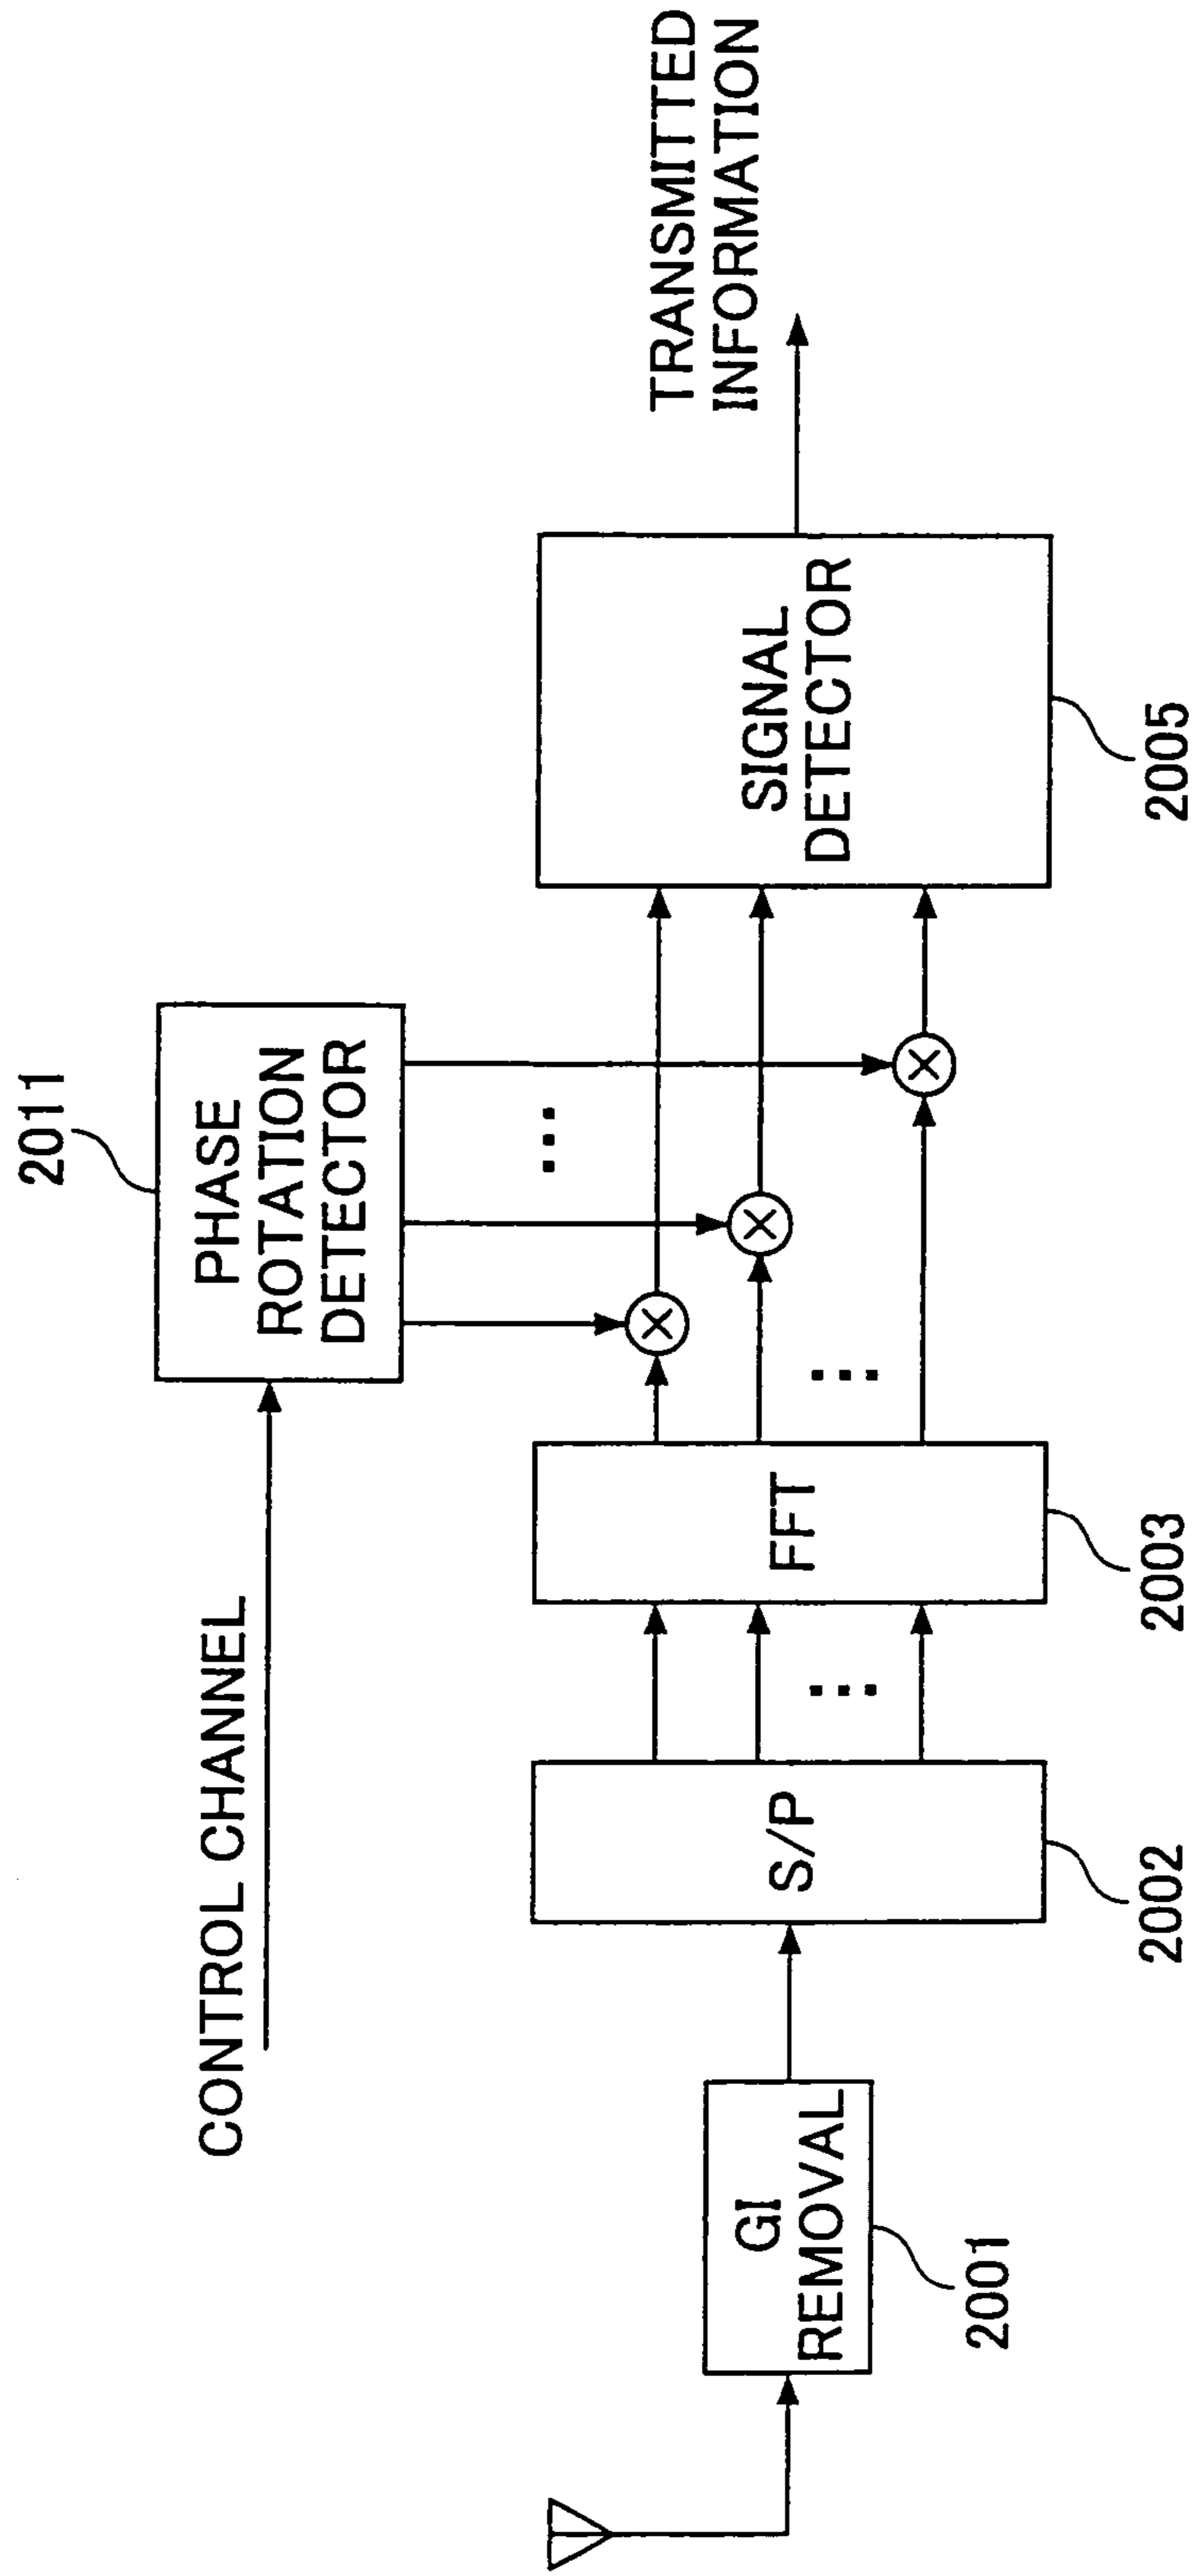 2011
PHASE
ROTATION
DETECTOR
CONTROL CHANNEL
TRANSMITTED
INFORMATION
GI
REMOVAL
2001
S/P
2002
FFT
2003
SIGNAL
DETECTOR
2005